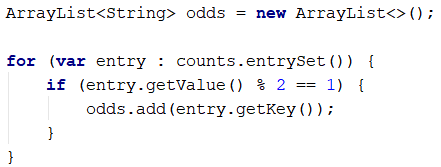 ArrayList<String> odds = new ArrayList<>();
for (var entry : counts.entrySet()) {
if (entry.getValue() % 2 == 1) {
odds.add(entry.getKey());
}
}